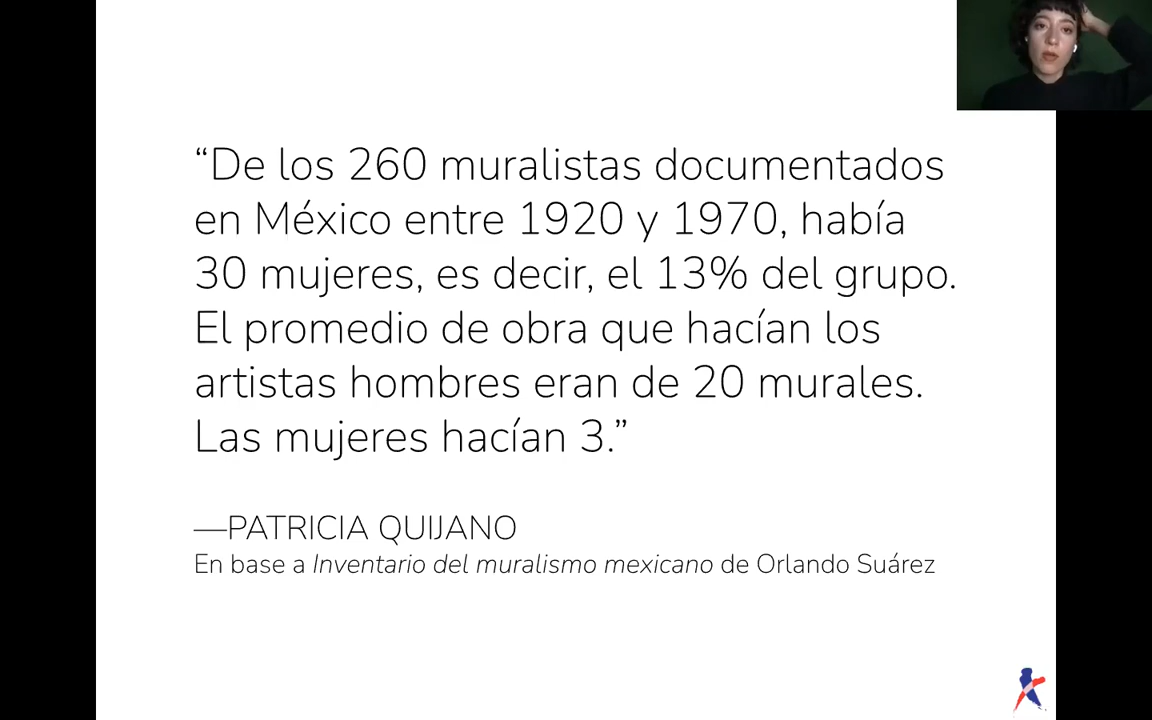 “De los 260 muralistas documentados
en México entre 1920 y 1970, había
30 mujeres, es decir, el 13% del grupo.
El promedio de obra que hacían los
artistas hombres eran de 20 murales.
Las mujeres hacían 3.”
—PATRICIA QUIJANO
En base a Inventario del muralismo mexicano de Orlando Suárez